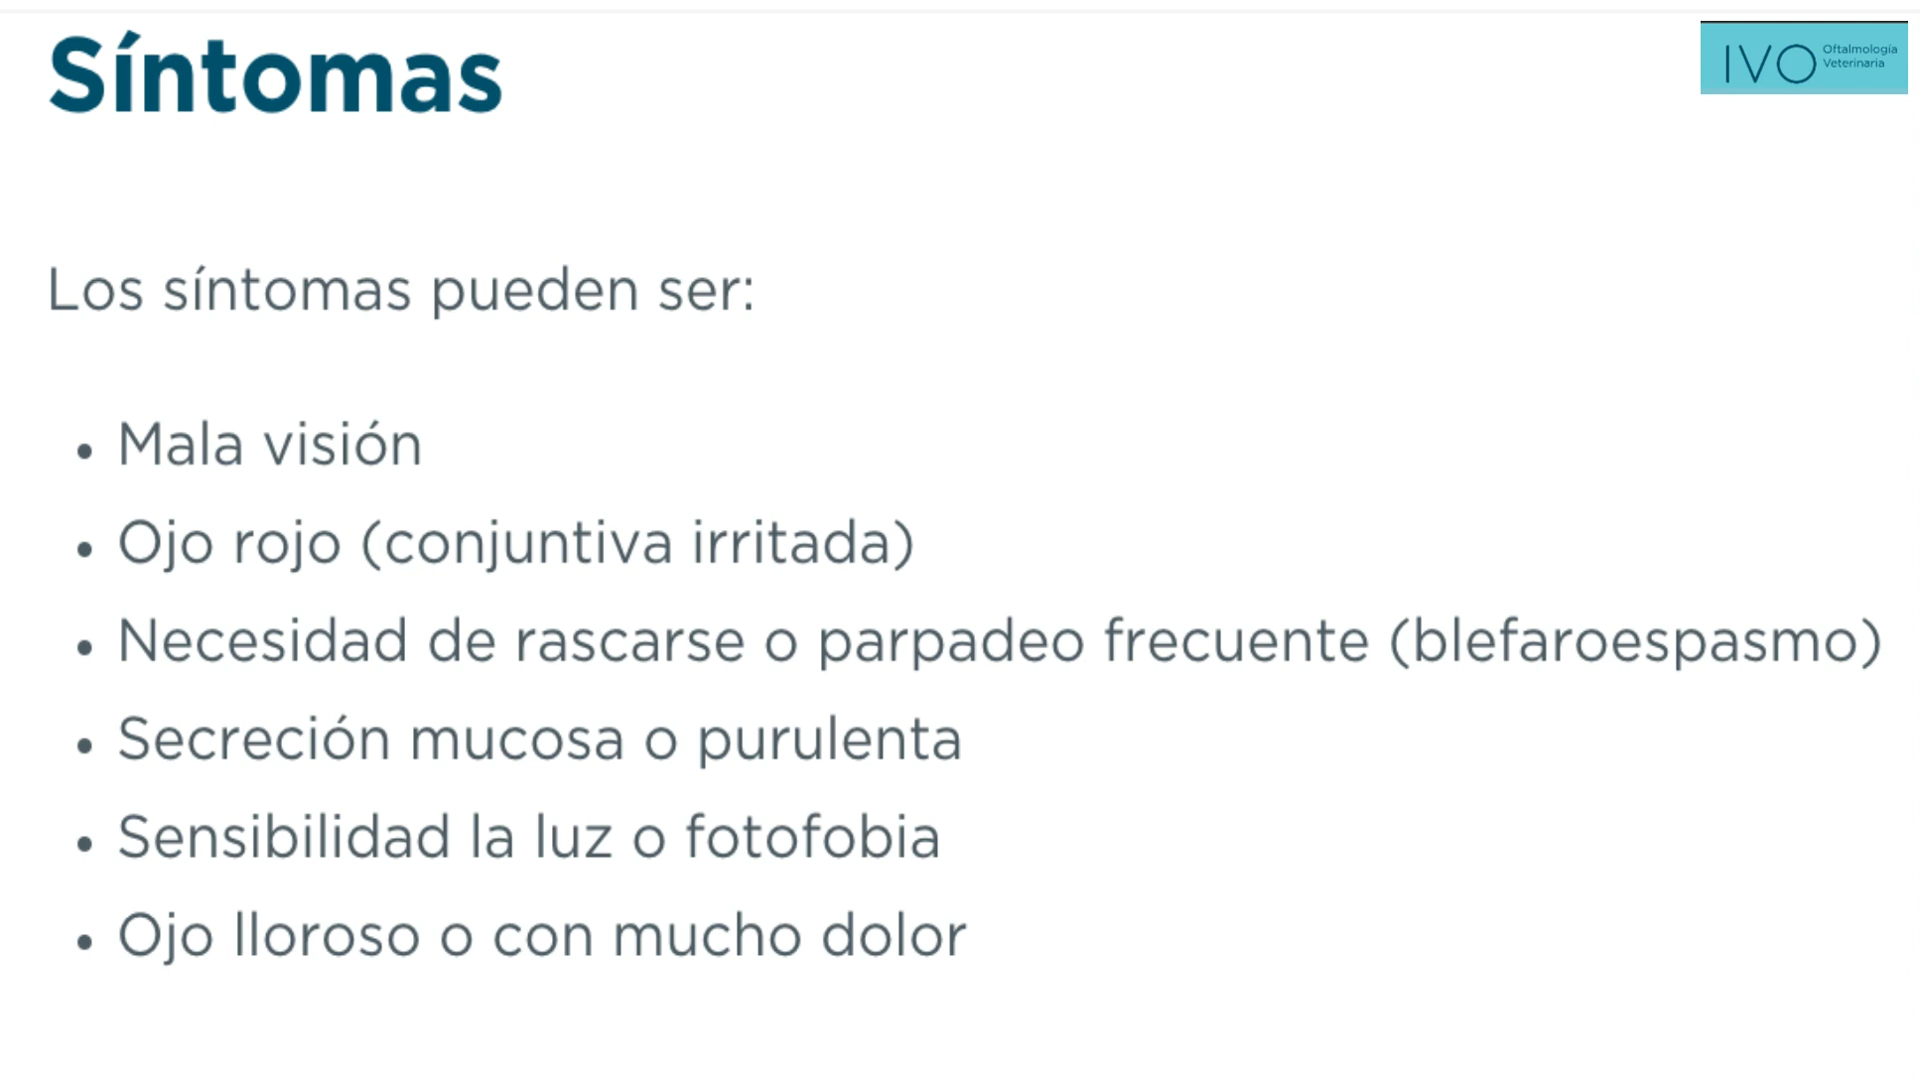 Síntomas
IVO Oftalmología
Veterinaria
Los síntomas pueden ser:
• Mala visión
• Ojo rojo (conjuntiva irritada)
• Necesidad de rascarse o parpadeo frecuente (blefaroespasmo)
• Secreción mucosa o purulenta
• Sensibilidad la luz o fotofobia
• Ojo lloroso o con mucho dolor